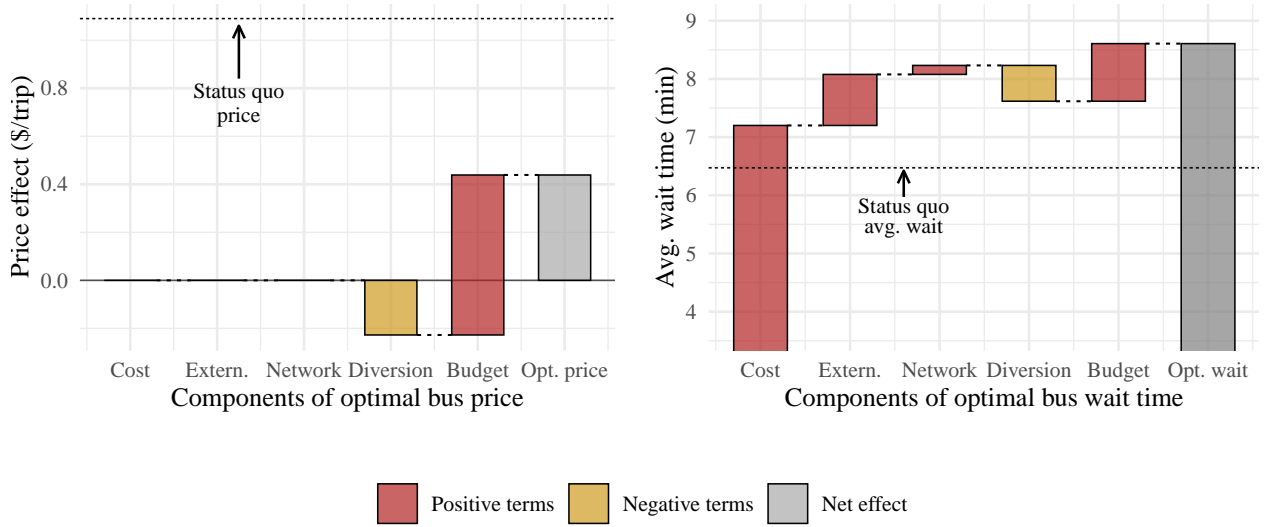 Price effect ($/trip)
0.8
0.4
0.0
Status quo
price
Cost Extern. Network Diversion Budget Opt. price
Components of optimal bus price
Avg. wait time (min)
9
8
7
6
5
4
Status quo
avg. wait
Cost Extern. Network Diversion Budget Opt. wait
Components of optimal bus wait time
Positive terms Negative terms Net effect